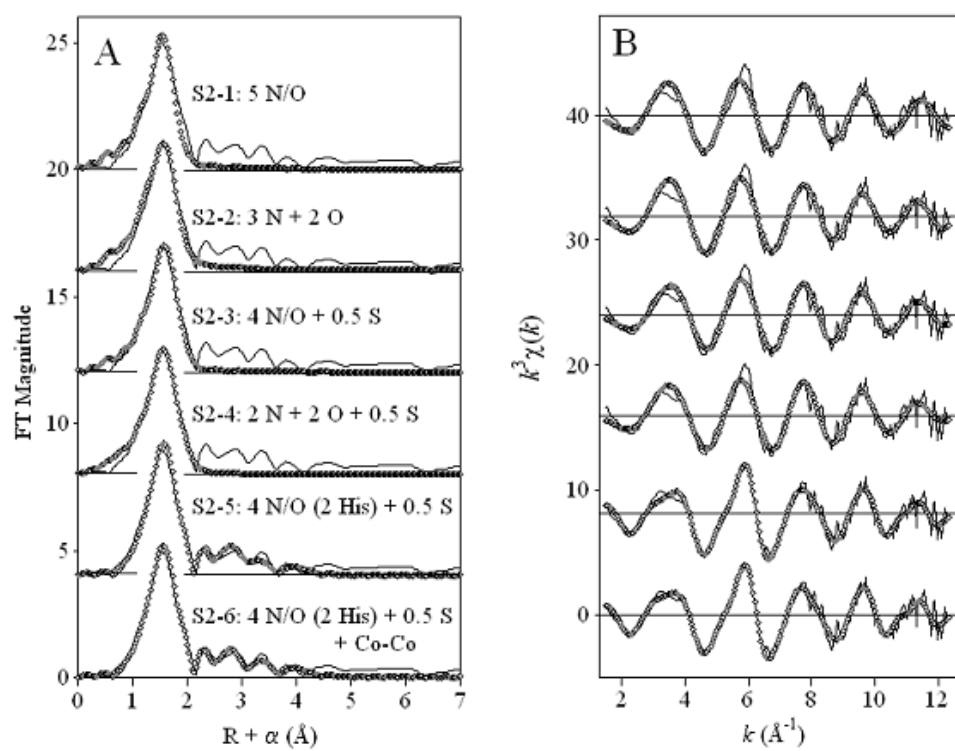 A
25
S2-1: 5 N/O
20
S2-2: 3 N + 2 O
15
S2-3: 4 N/O + 0.5 S
S2-4: 2 N + 2 O + 0.5 S
10
S2-5: 4 N/O (2 His) + 0.5 S
5
S2-6: 4 N/O (2 His) + 0.5 S
+ Co-Co
0
0 1 2 3 4 5 6 7
R + α (Å)
FT Magnitude
B
40
30
20
10
0
2 4 6 8 10 12
k (Å⁻¹)
k³χ(k)